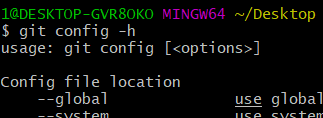 1@DESKTOP-GVR8OKO MINGW64 ~/Desktop
$ git config -h
usage: git config [<options>]
Config file location
--global use global
--system use system